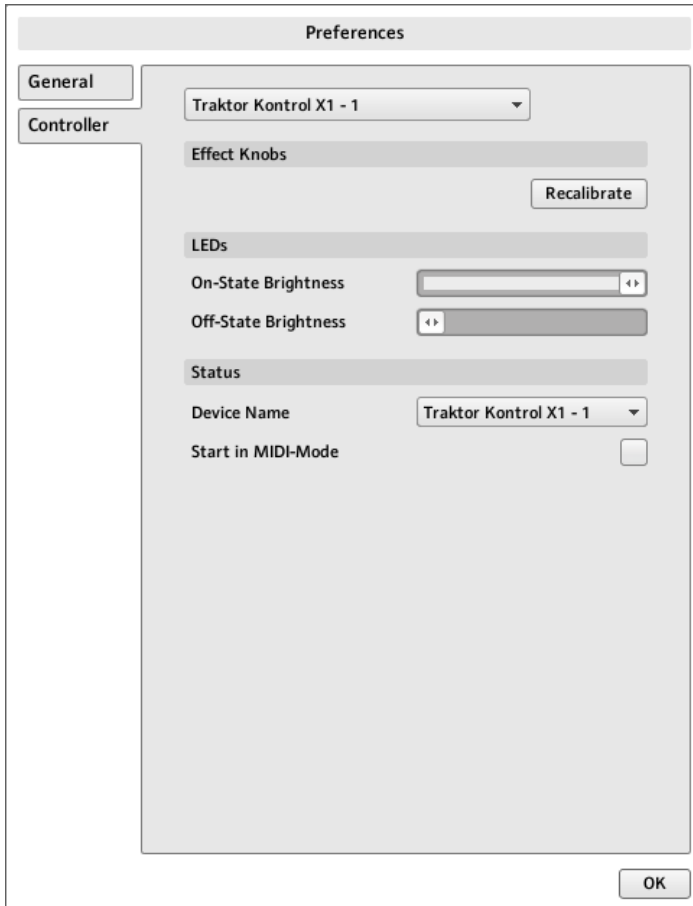 Preferences
General
Controller
Traktor Kontrol X1 - 1
Effect Knobs
Recalibrate
LEDs
On-State Brightness
Off-State Brightness
Status
Device Name
Traktor Kontrol X1 - 1
Start in MIDI-Mode
OK